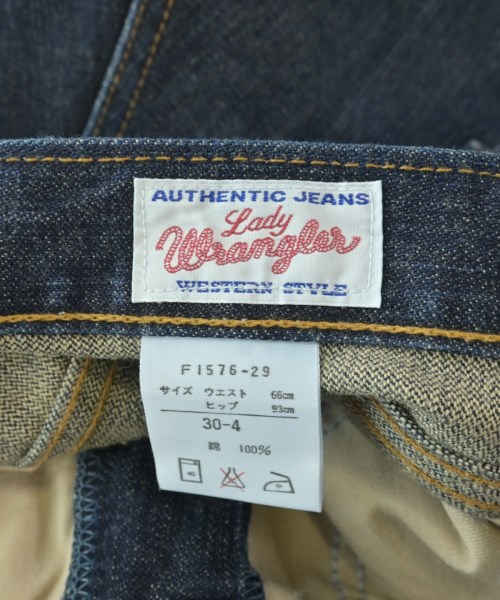 AUTHENTIC JEANS
Lady
Wrangler
WESTERN STYLE
F1576-29
サイズ ウエスト 66cm
ヒップ 93cm
30-4
綿 100%
40